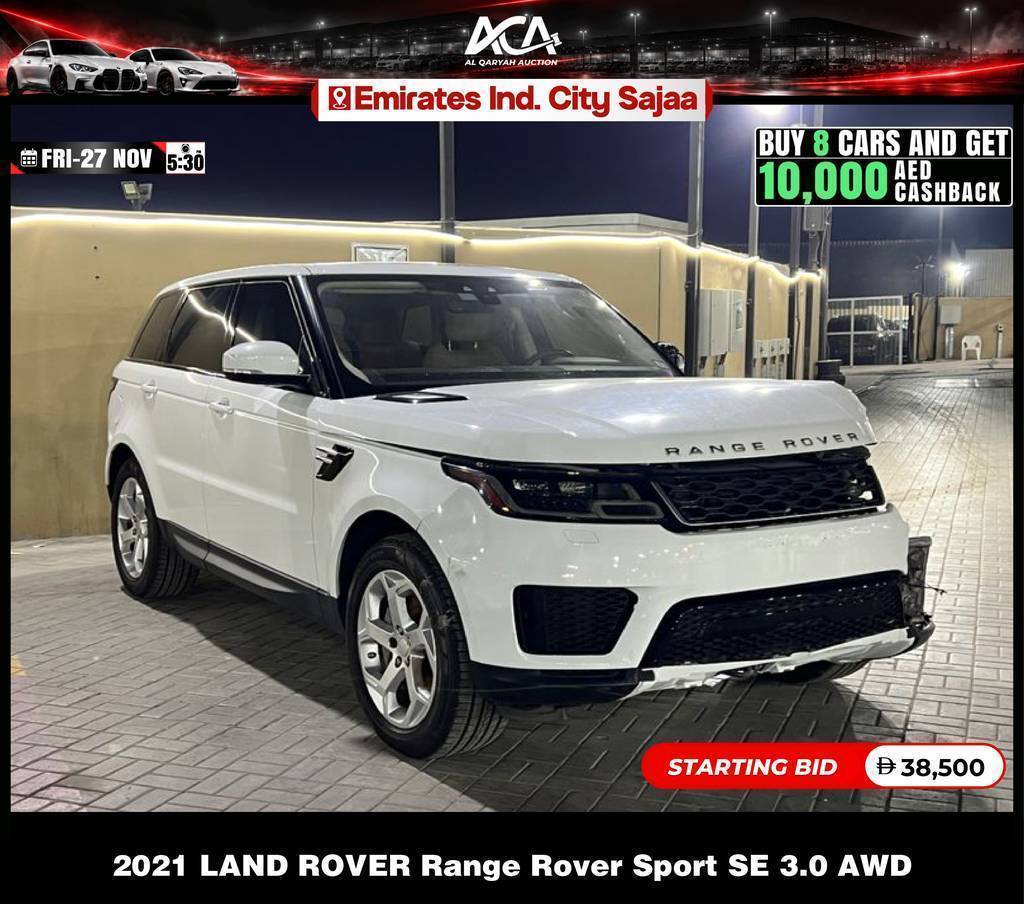 ACA
AL QARYAH AUCTION
Emirates Ind. City Sajaa
FRI-27 NOV 5:30
BUY 8 CARS AND GET
10,000 AED CASHBACK
RANGE ROVER
STARTING BID 38,500
2021 LAND ROVER Range Rover Sport SE 3.0 AWD